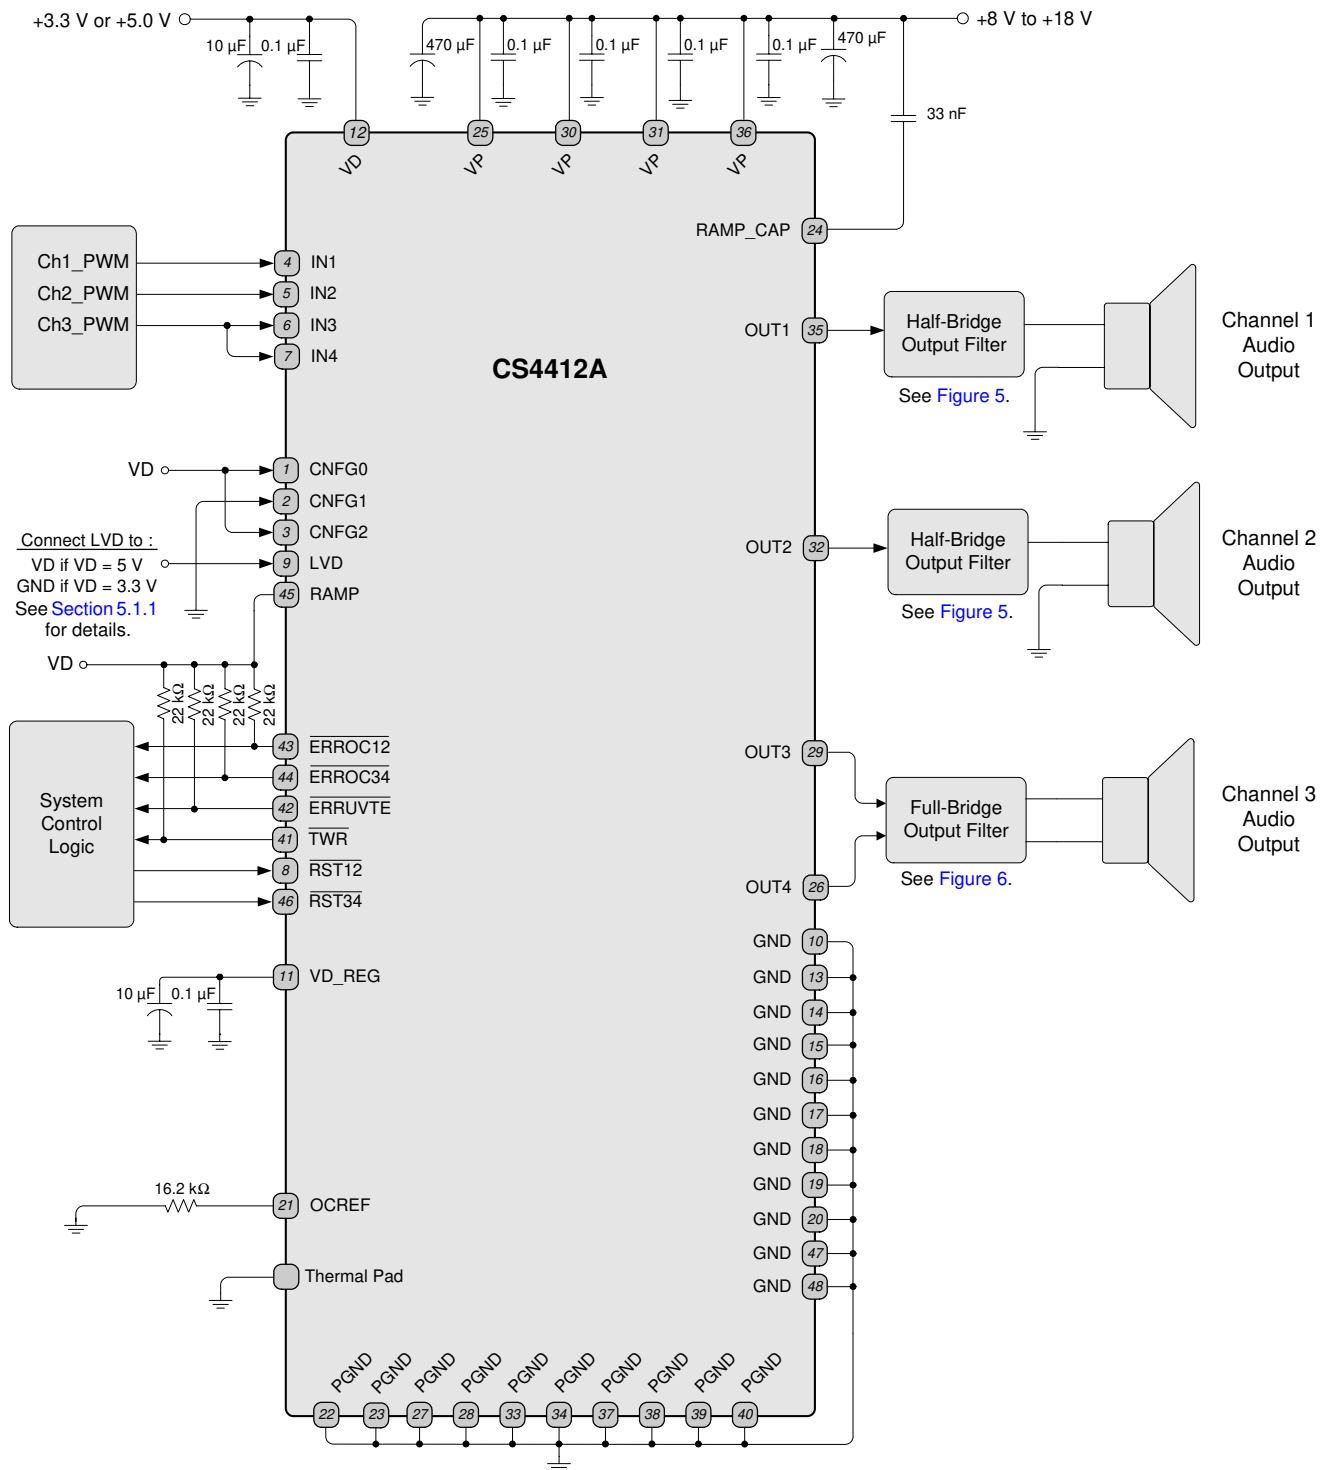 +3.3 V or +5.0 V
10 µF
0.1 µF
470 µF
0.1 µF
0.1 µF
0.1 µF
0.1 µF
470 µF
+8 V to +18 V
33 nF
12
25
30
31
36
VD
VP
VP
VP
VP
RAMP_CAP
24
Ch1_PWM
Ch2_PWM
Ch3_PWM
4
IN1
5
IN2
6
IN3
7
IN4
CS4412A
OUT1
35
Half-Bridge
Output Filter
See Figure 5.
Channel 1
Audio
Output
VD
1
CNFG0
2
CNFG1
3
CNFG2
9
LVD
45
RAMP
Connect LVD to :
VD if VD = 5 V
GND if VD = 3.3 V
See Section 5.1.1
for details.
OUT2
32
Half-Bridge
Output Filter
See Figure 5.
Channel 2
Audio
Output
VD
22 kΩ
22 kΩ
22 kΩ
22 kΩ
System
Control
Logic
43
ERROC12
44
ERROC34
42
ERRUVTE
41
TWR
8
RST12
46
RST34
OUT3
29
OUT4
26
Full-Bridge
Output Filter
See Figure 6.
Channel 3
Audio
Output
10 µF
0.1 µF
11
VD_REG
GND
10
GND
13
GND
14
GND
15
GND
16
GND
17
GND
18
GND
19
GND
20
GND
47
GND
48
16.2 kΩ
21
OCREF
Thermal Pad
PGND
PGND
PGND
PGND
PGND
PGND
PGND
PGND
PGND
PGND
22
23
27
28
33
34
37
38
39
40